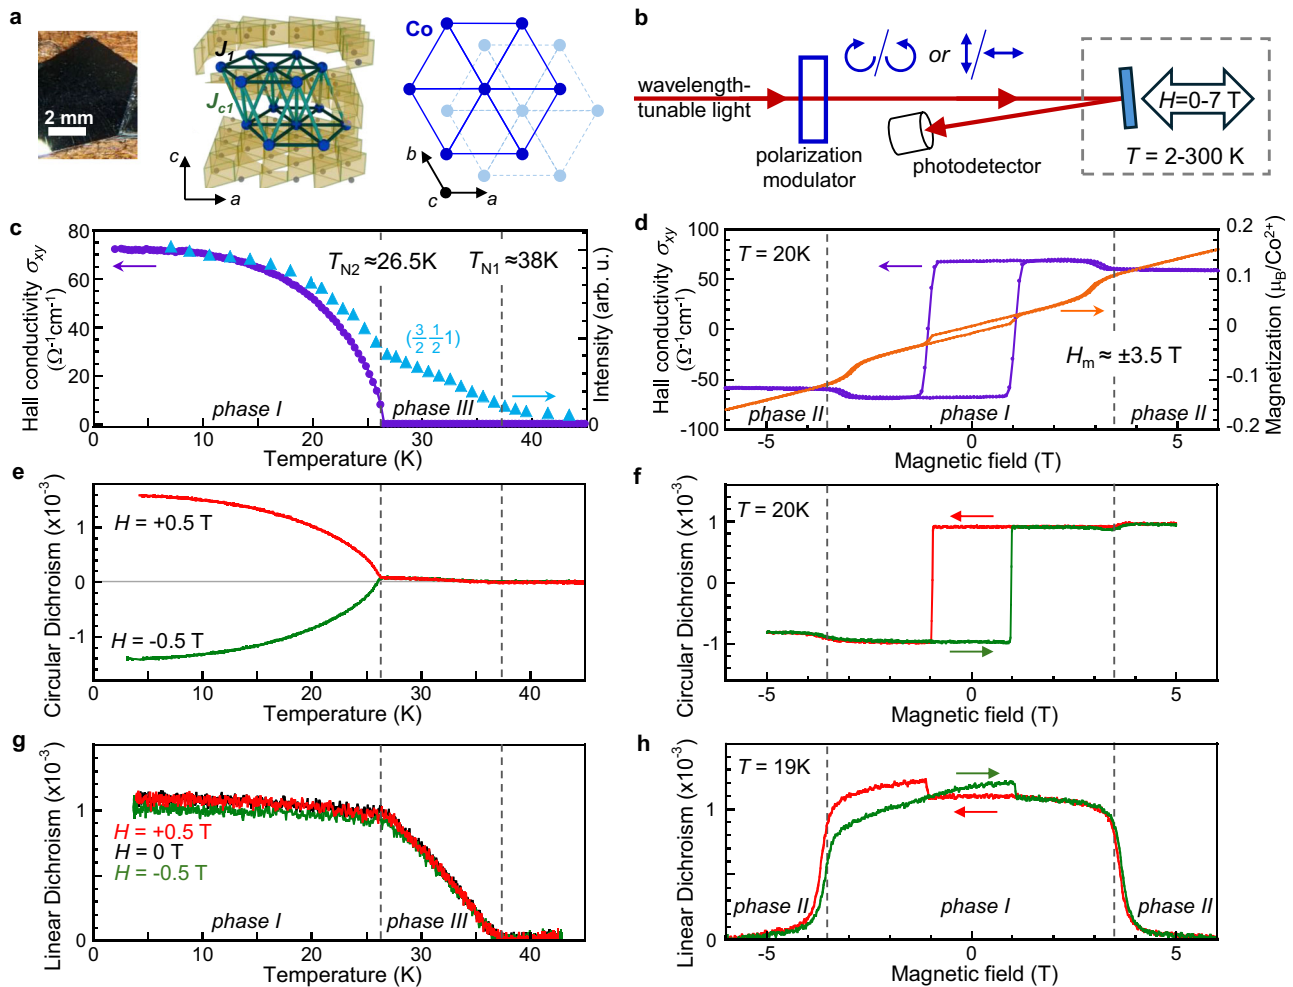 a
2 mm
J1
Jc1
c
a
Co
b
c
a
b
wavelength-
tunable light
or
polarization
modulator
photodetector
H=0-7 T
T = 2-300 K
c
Hall conductivity σxy
(Ω-1cm-1)
80
60
40
20
0
TN2 ≈26.5K
TN1 ≈38K
(3/2 1/2 1)
phase I
phase III
Intensity (arb. u.)
0
0
10
20
30
40
Temperature (K)
d
Hall conductivity σxy
(Ω-1cm-1)
100
50
0
-50
-100
T = 20K
Hm ≈ ±3.5 T
phase II
phase I
phase II
0.2
0.1
0
-0.1
-0.2
Magnetization (μB/Co2+)
-5
0
5
Magnetic field (T)
e
Circular Dichroism (x10-3)
1
0
-1
H = +0.5 T
H = -0.5 T
0
10
20
30
40
Temperature (K)
f
Circular Dichroism (x10-3)
1
0
-1
T = 20K
-5
0
5
Magnetic field (T)
g
Linear Dichroism (x10-3)
1
0
H = +0.5 T
H = 0 T
H = -0.5 T
phase I
phase III
0
10
20
30
40
Temperature (K)
h
Linear Dichroism (x10-3)
1
0
T = 19K
phase II
phase I
phase II
-5
0
5
Magnetic field (T)